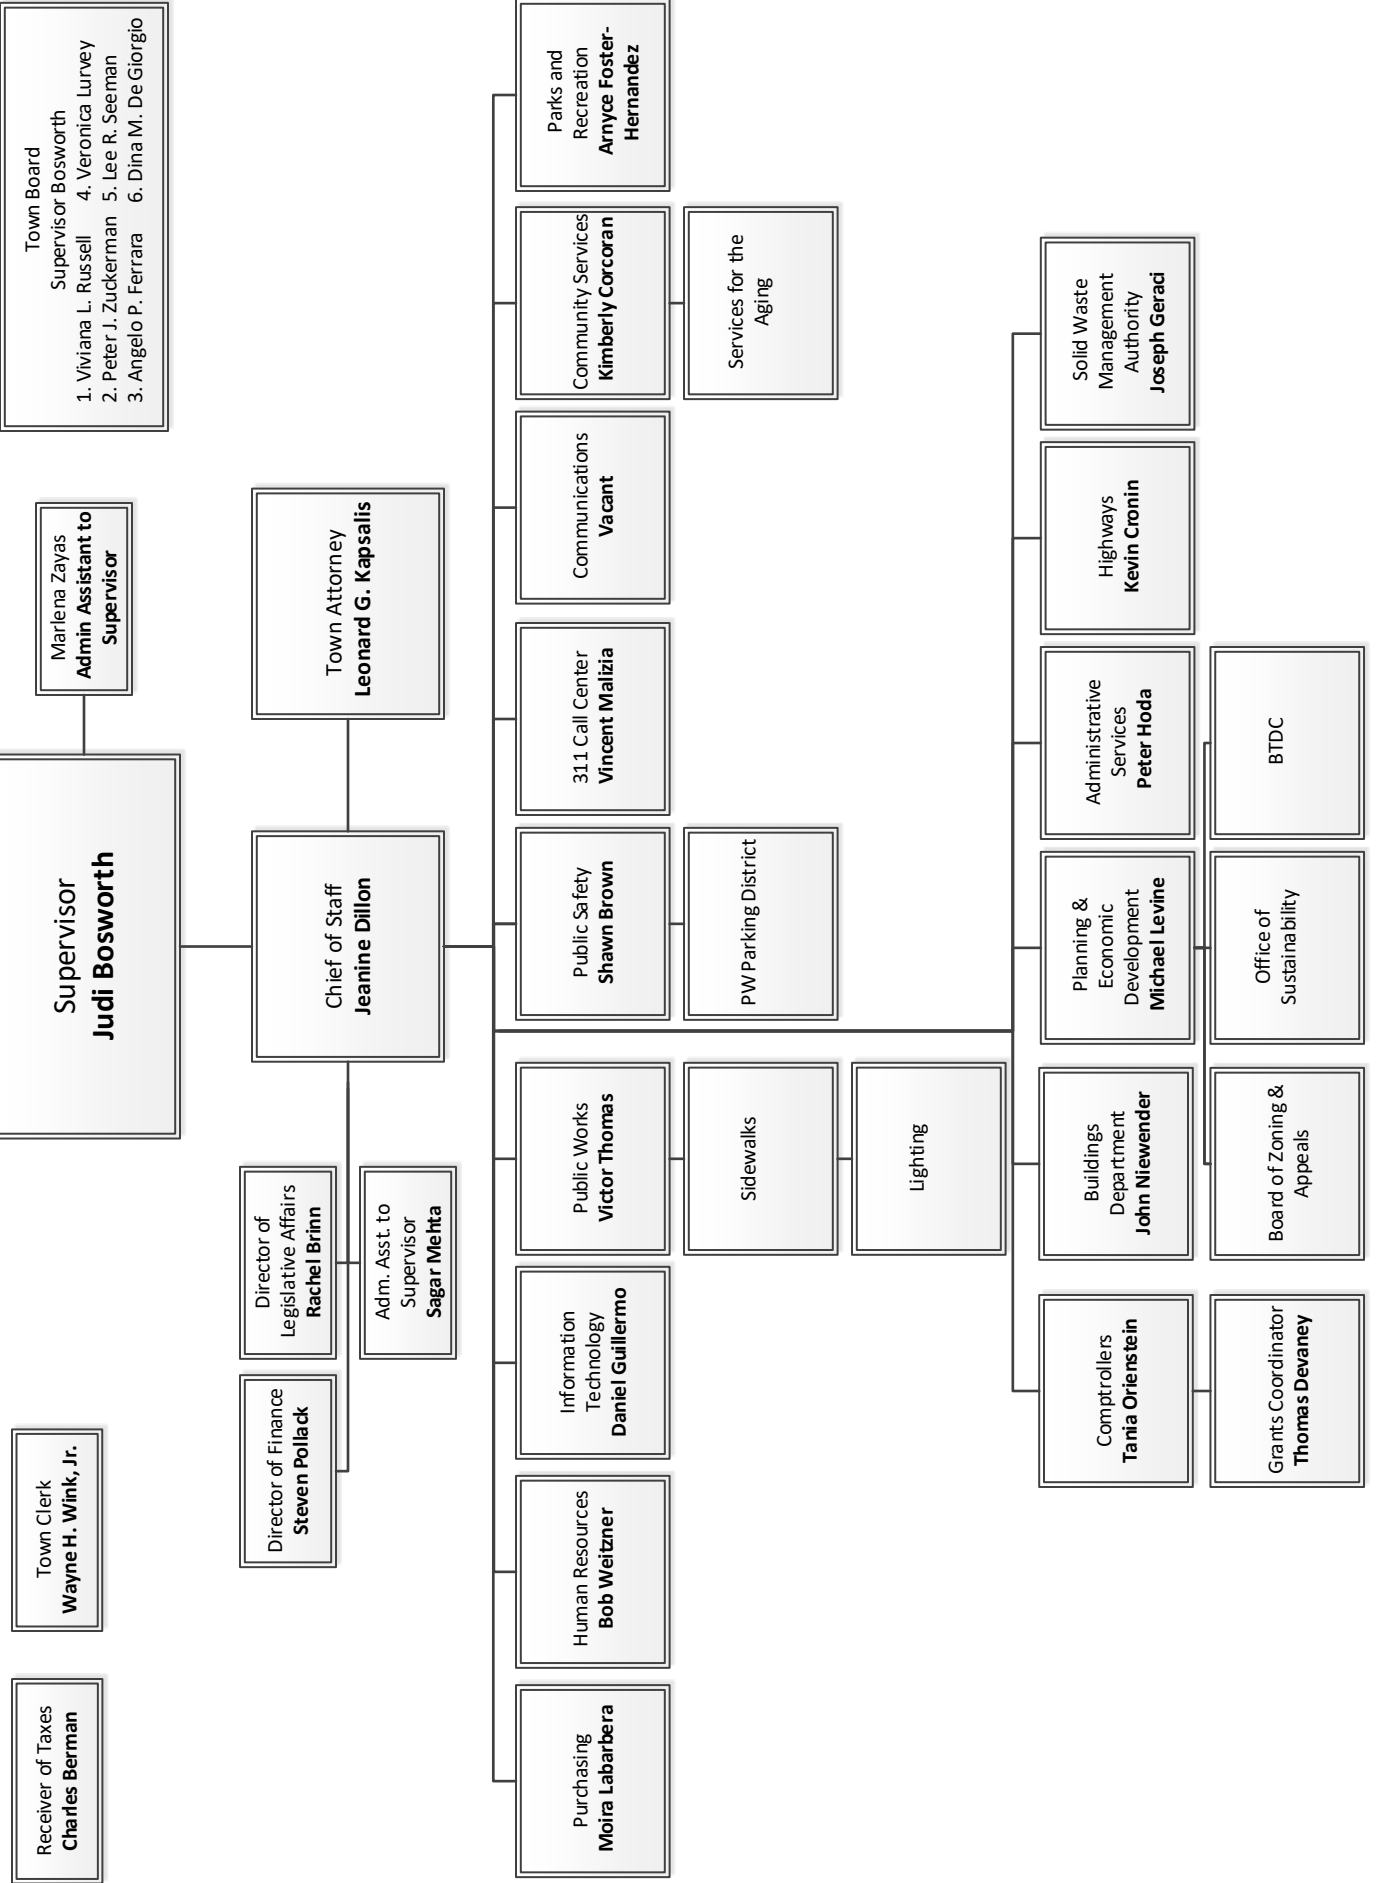 Receiver of Taxes
Charles Berman
Town Clerk
Wayne H. Wink, Jr.
Supervisor
Judi Bosworth
Marlena Zayas
Admin Assistant to
Supervisor
Town Board
Supervisor Bosworth
1. Viviana L. Russell 4. Veronica Lurvey
2. Peter J. Zuckerman 5. Lee R. Seeman
3. Angelo P. Ferrara 6. Dina M. De Giorgio
Director of Finance
Steven Pollack
Director of
Legislative Affairs
Rachel Brinn
Adm. Asst. to
Supervisor
Sagar Mehta
Chief of Staff
Jeanine Dillon
Town Attorney
Leonard G. Kapsalis
Purchasing
Moira Labarbera
Human Resources
Bob Weitzner
Information
Technology
Daniel Guillermo
Public Works
Victor Thomas
Public Safety
Shawn Brown
311 Call Center
Vincent Malizia
Communications
Vacant
Community Services
Kimberly Corcoran
Parks and
Recreation
Arnyce Foster-
Hernandez
Sidewalks
PW Parking District
Services for the
Aging
Lighting
Comptrollers
Tania Orienstein
Buildings
Department
John Niewender
Planning &
Economic
Development
Michael Levine
Administrative
Services
Peter Hoda
Highways
Kevin Cronin
Solid Waste
Management
Authority
Joseph Geraci
Grants Coordinator
Thomas Devaney
Board of Zoning &
Appeals
Office of
Sustainability
BTDC